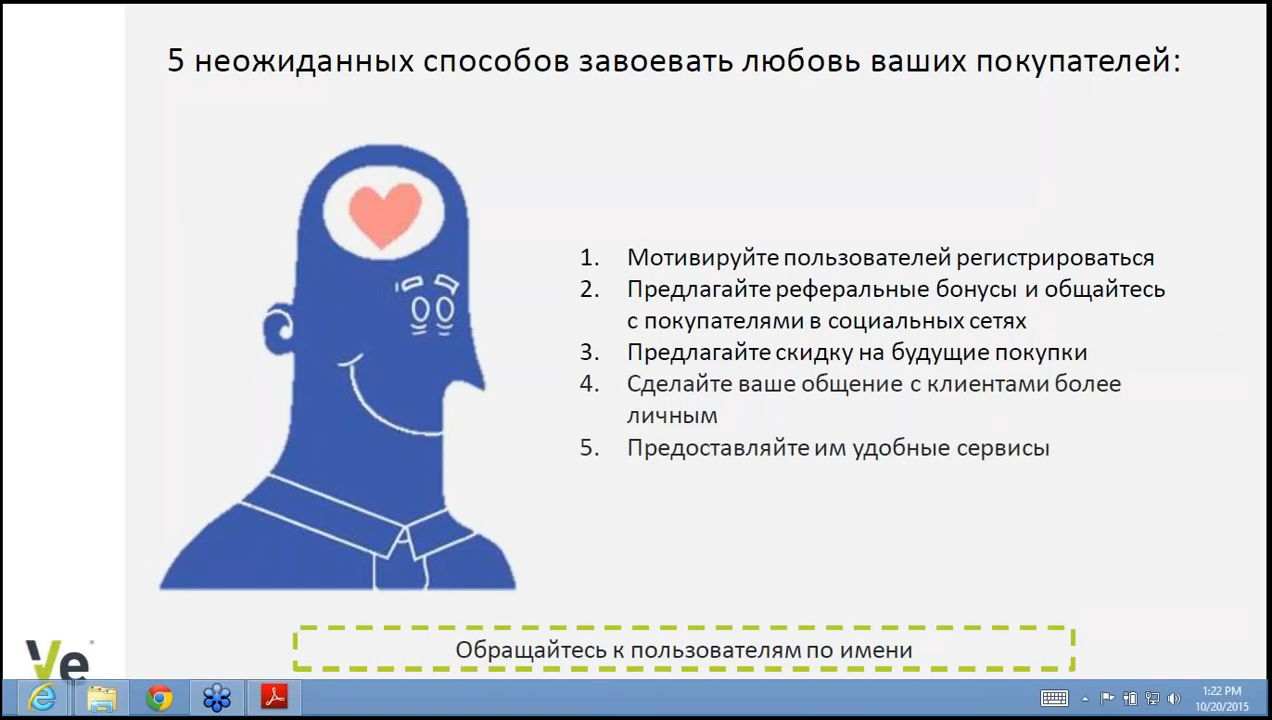 5 неожиданных способов завоевать любовь ваших покупателей:
1. Мотивируйте пользователей регистрироваться
2. Предлагайте реферальные бонусы и общайтесь
с покупателями в социальных сетях
3. Предлагайте скидку на будущие покупки
4. Сделайте ваше общение с клиентами более
личным
5. Предоставляйте им удобные сервисы
Обращайтесь к пользователям по имени
Ve
1:22 PM
10/20/2015